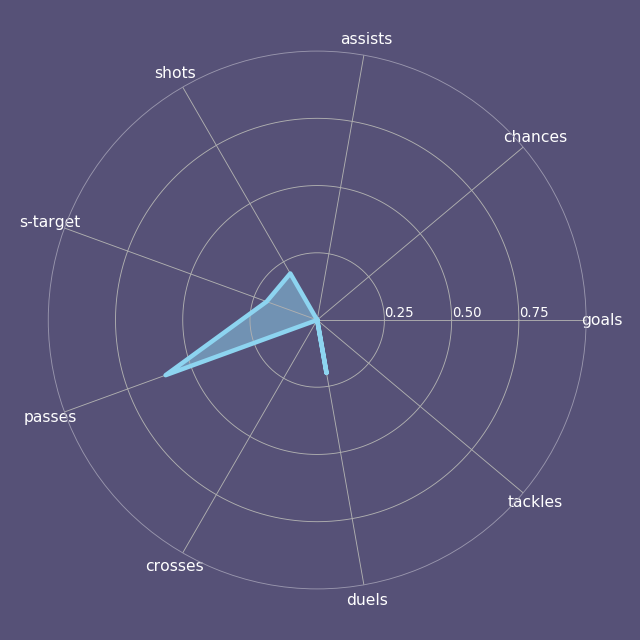 assists
shots
chances
s-target
0.25 0.50 0.75
goals
passes
tackles
crosses
duels